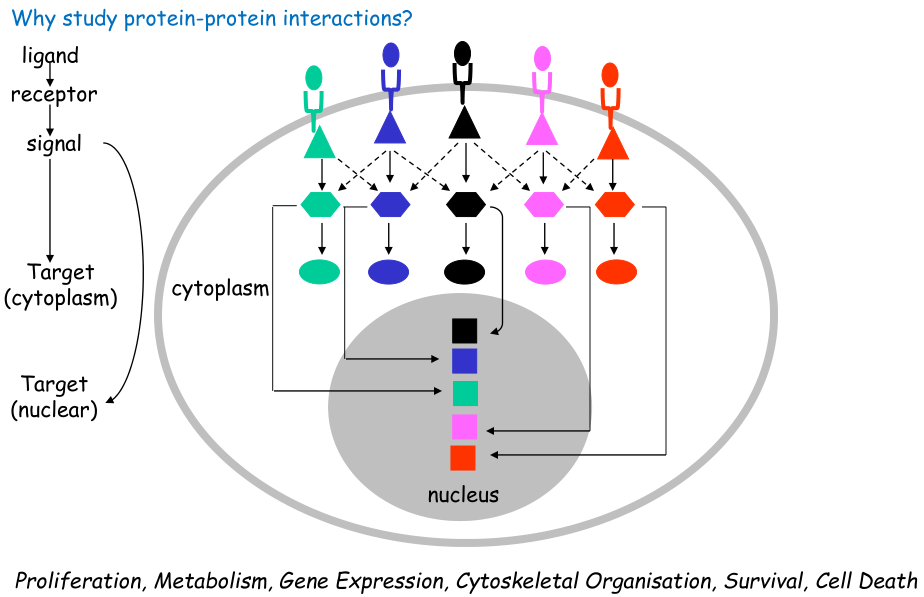 Why study protein-protein interactions?
ligand
receptor
signal
Target
(cytoplasm)
cytoplasm
Target
(nuclear)
nucleus
Proliferation, Metabolism, Gene Expression, Cytoskeletal Organisation, Survival, Cell Death